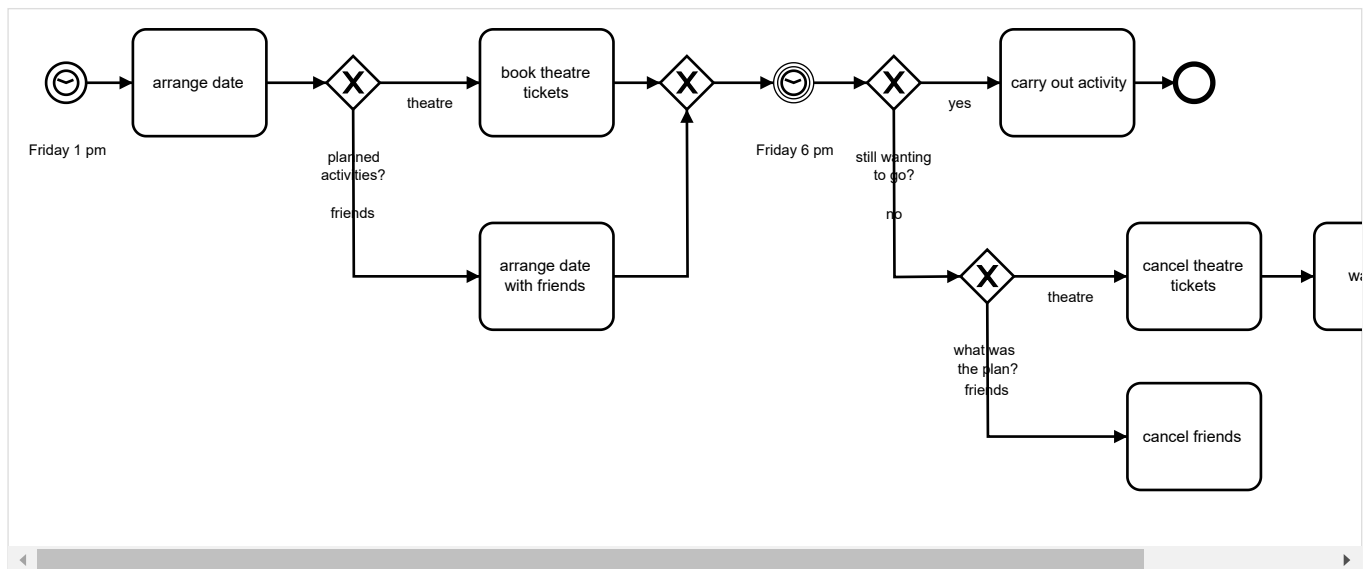 arrange date
Friday 1 pm
X
planned
activities?
friends
theatre
book theatre
tickets
arrange date
with friends
X
Friday 6 pm
X
still wanting
to go?
no
yes
carry out activity
X
what was
the plan?
friends
theatre
cancel theatre
tickets
cancel friends